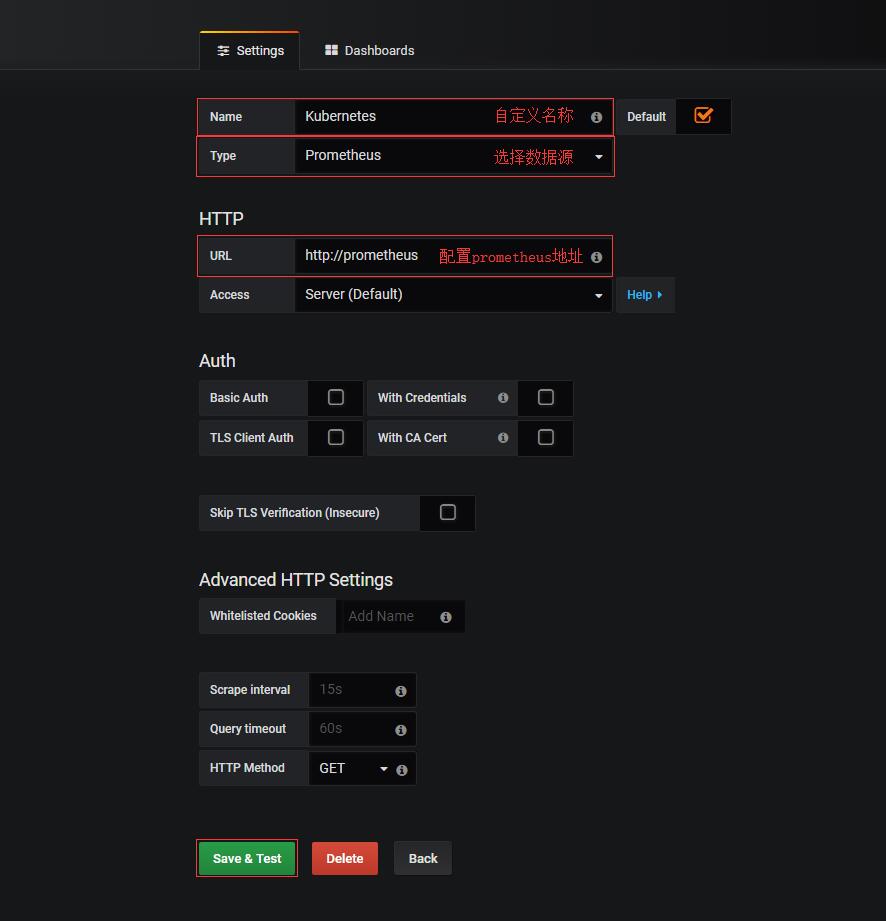 Settings Dashboards
Name Kubernetes 自定义名称 Default
Type Prometheus 选择数据源
HTTP
URL http://prometheus 配置prometheus地址
Access Server (Default) Help
Auth
Basic Auth With Credentials
TLS Client Auth With CA Cert
Skip TLS Verification (Insecure)
Advanced HTTP Settings
Whitelisted Cookies Add Name
Scrape interval 15s
Query timeout 60s
HTTP Method GET
Save & Test Delete Back